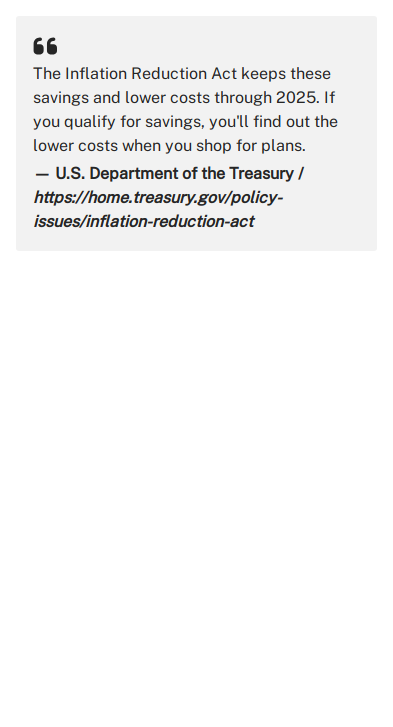 ❝
The Inflation Reduction Act keeps these
savings and lower costs through 2025. If
you qualify for savings, you'll find out the
lower costs when you shop for plans.
— U.S. Department of the Treasury /
https://home.treasury.gov/policy-
issues/inflation-reduction-act